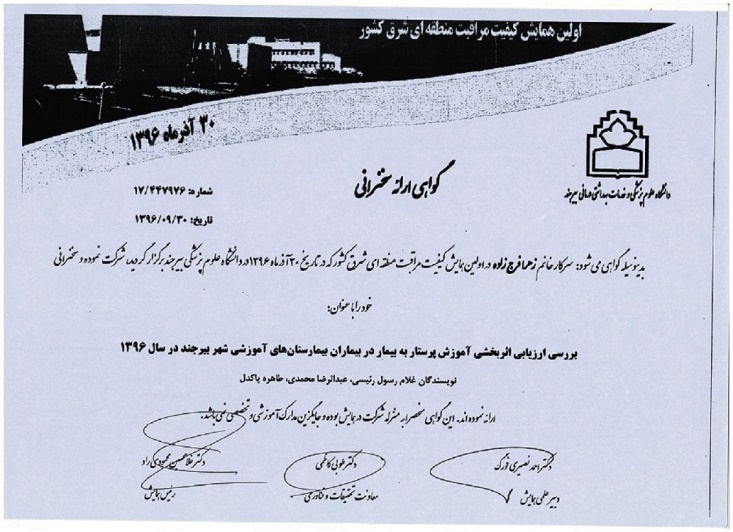 اولین همایش کیفیت مراقبت منطقه ای شرق کشور
۳۰ آذرماه ۱۳۹۶
دانشگاه علوم پزشکی و خدمات بهداشتی درمانی بیرجند
گواهی ارائه سخنرانی
شماره: ۱۷/۴۴۷۹۷۶
تاریخ: ۱۳۹۶/۰۹/۳۰
بدینوسیله گواهی می شود: سرکار خانم زهرا فرج زاده در اولین همایش کیفیت مراقبت منطقه ای شرق کشور که در تاریخ ۳۰ آذرماه ۱۳۹۶ در دانشگاه علوم پزشکی بیرجند برگزار گردید، شرکت نموده و سخنرانی
خود را با عنوان:
بررسی ارزیابی اثربخشی آموزش پرستار به بیمار در بیماران بیمارستان‌های آموزشی شهر بیرجند در سال ۱۳۹۶
نویسندگان غلام رسول رئیسی، عبدالرضا محمدی، طاهره پاکدل
ارائه نموده‌اند. این گواهی منحصرا به منزله شرکت در همایش بوده و جایگزین مدارک آموزشی و تخصصی نمی باشد.
دکتر احمد نصیری فورگ
دبیر علمی همایش
دکتر طوبی کاظمی
معاونت تحقیقات و فناوری
دکتر غلامحسین محمودی راد
رئیس همایش